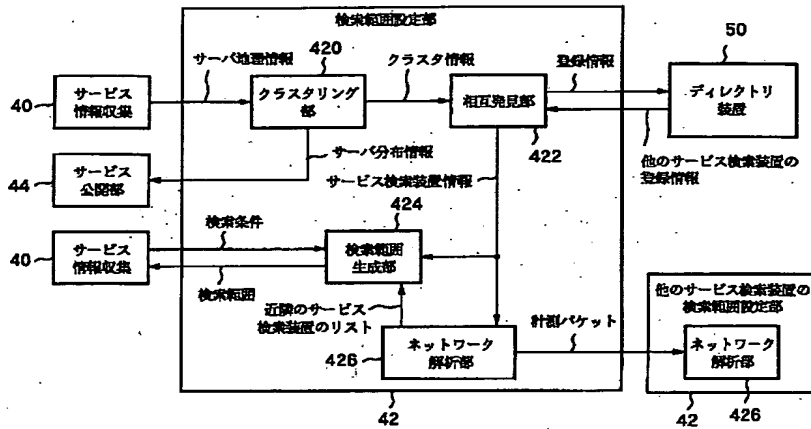 検索範囲設定部
420
サーバ地理情報
クラスタ情報
登録情報
50
40
サービス
情報収集
クラスタリング
部
相互発見部
ディレクトリ
装置
422
サーバ分布情報
他のサービス検索装置の
登録情報
44
サービス
公開部
サービス検索装置情報
424
検索条件
40
サービス
情報収集
検索範囲
生成部
検索範囲
近隣のサービス
検索装置のリスト
計測パケット
他のサービス検索装置の
検索範囲設定部
426
ネットワーク
解析部
ネットワーク
解析部
42
42
426